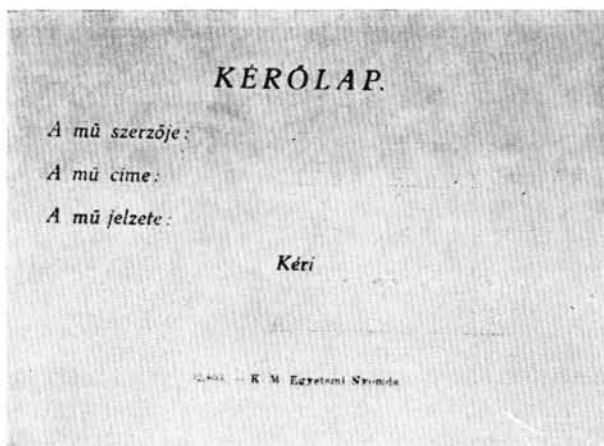 KÉRŐLAP.
A mű szerzője:
A mű címe:
A mű jelzete:
Kéri
K. M. Egyetemi Nyomda